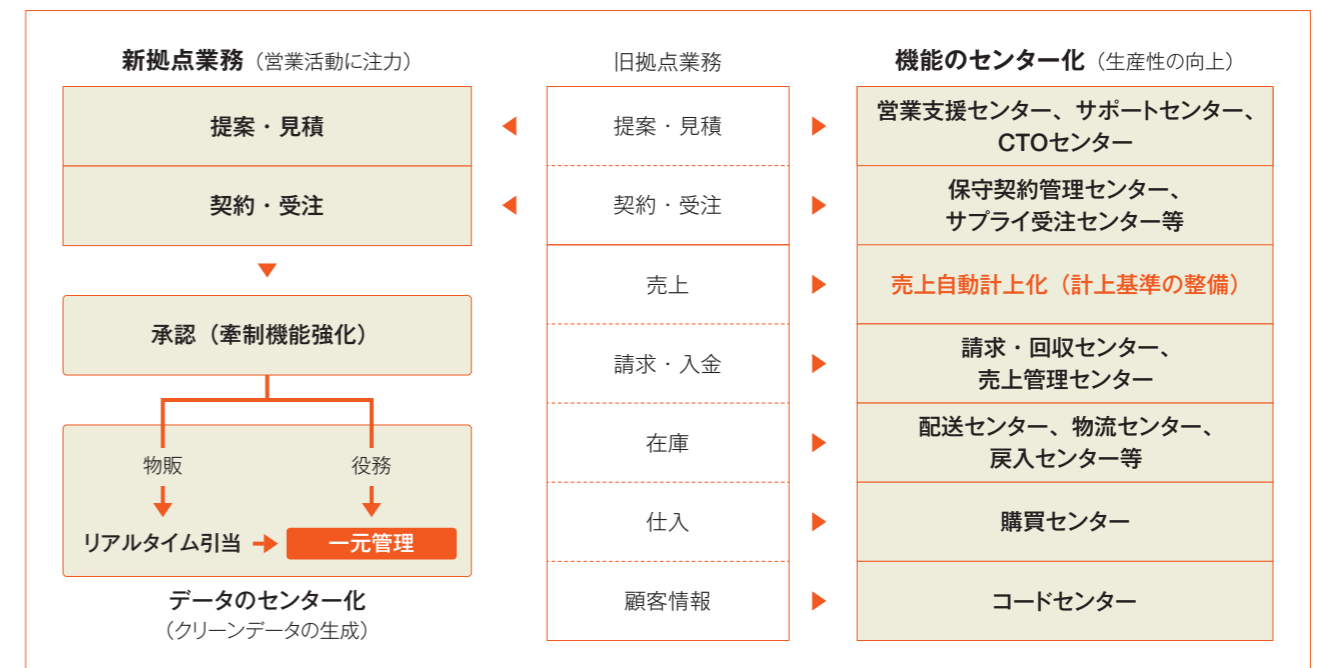 新拠点業務（営業活動に注力）
提案・見積
契約・受注
承認（牽制機能強化）
物販
役務
リアルタイム引当
一元管理
データのセンター化
（クリーンデータの生成）
旧拠点業務
提案・見積
契約・受注
売上
請求・入金
在庫
仕入
顧客情報
機能のセンター化（生産性の向上）
営業支援センター、サポートセンター、
CTOセンター
保守契約管理センター、
サプライ受注センター等
売上自動計上化（計上基準の整備）
請求・回収センター、
売上管理センター
配送センター、物流センター、
戻入センター等
購買センター
コードセンター